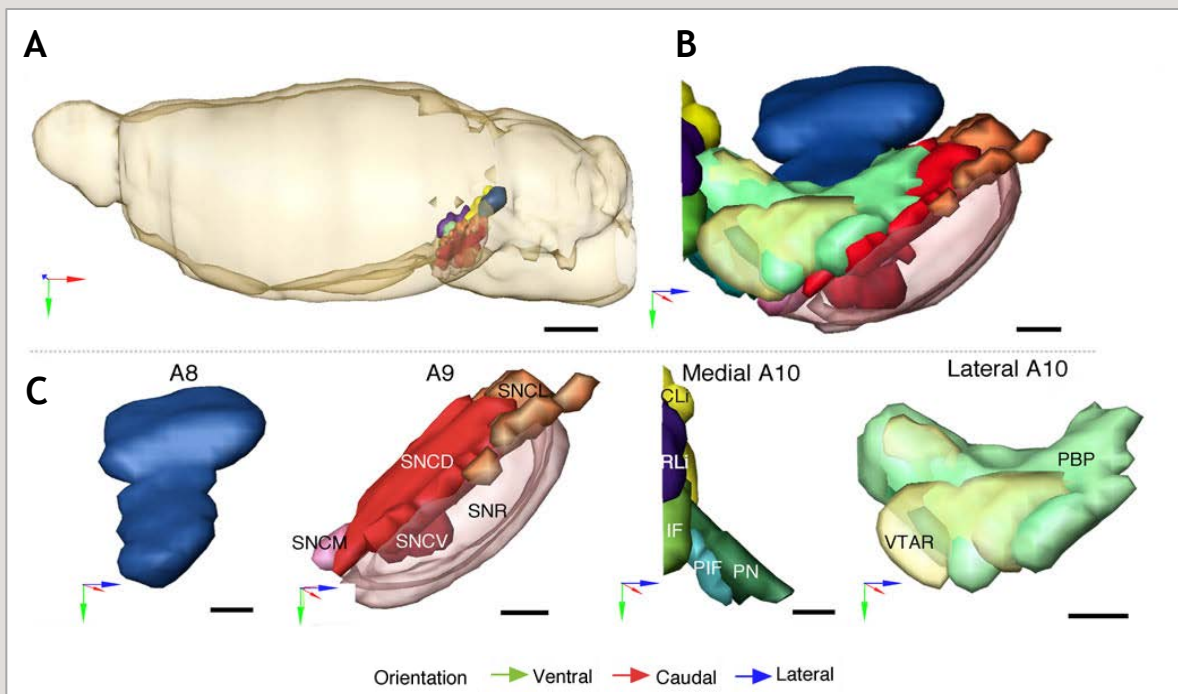 A
B
C
A8
A9
Medial A10
Lateral A10
SNCL
SNCD
SNR
SNCM
SNCV
CLi
RLi
IF
PIF
PN
PBP
VTAR
Orientation Ventral Caudal Lateral